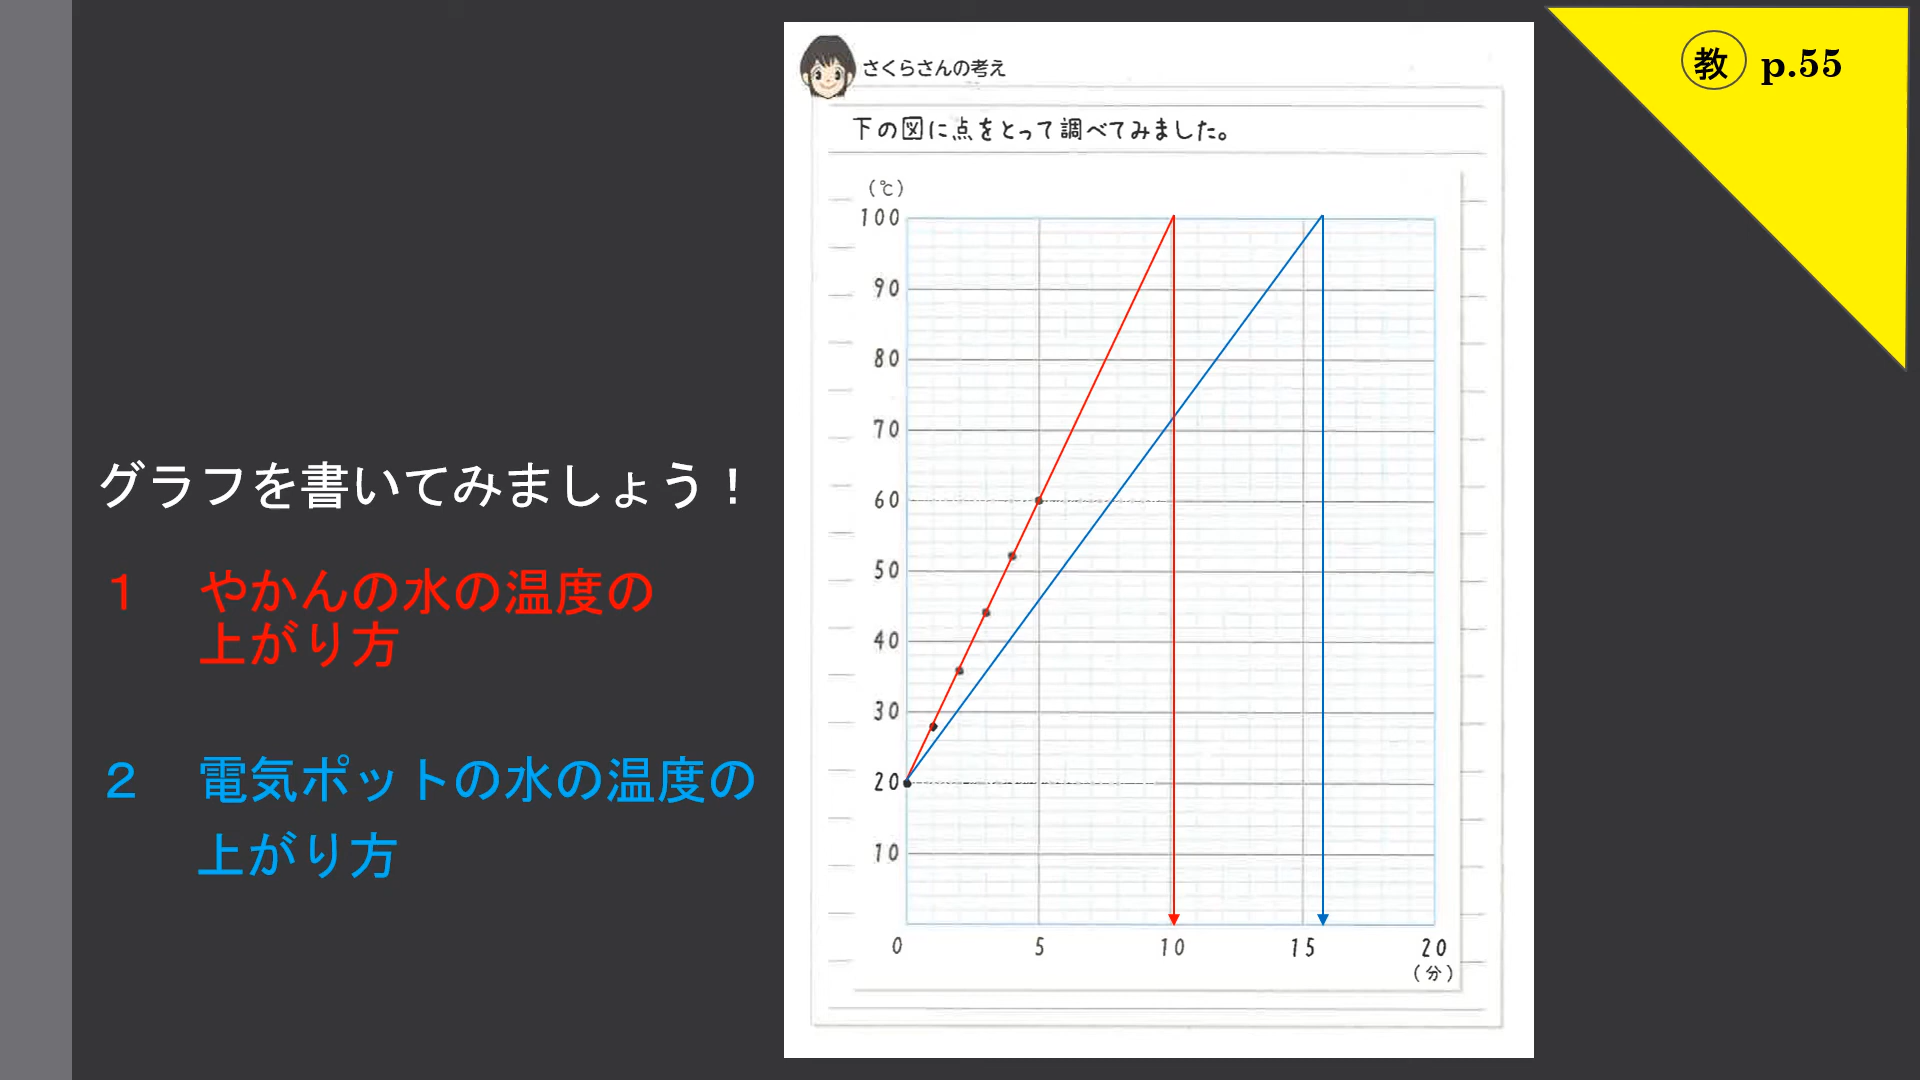 教 p.55
グラフを書いてみましょう！
１ やかんの水の温度の
上がり方
２ 電気ポットの水の温度の
上がり方
さくらさんの考え
下の図に点をとって調べてみました。
(℃)
100
90
80
70
60
50
40
30
20
10
0 5 10 15 20
(分)